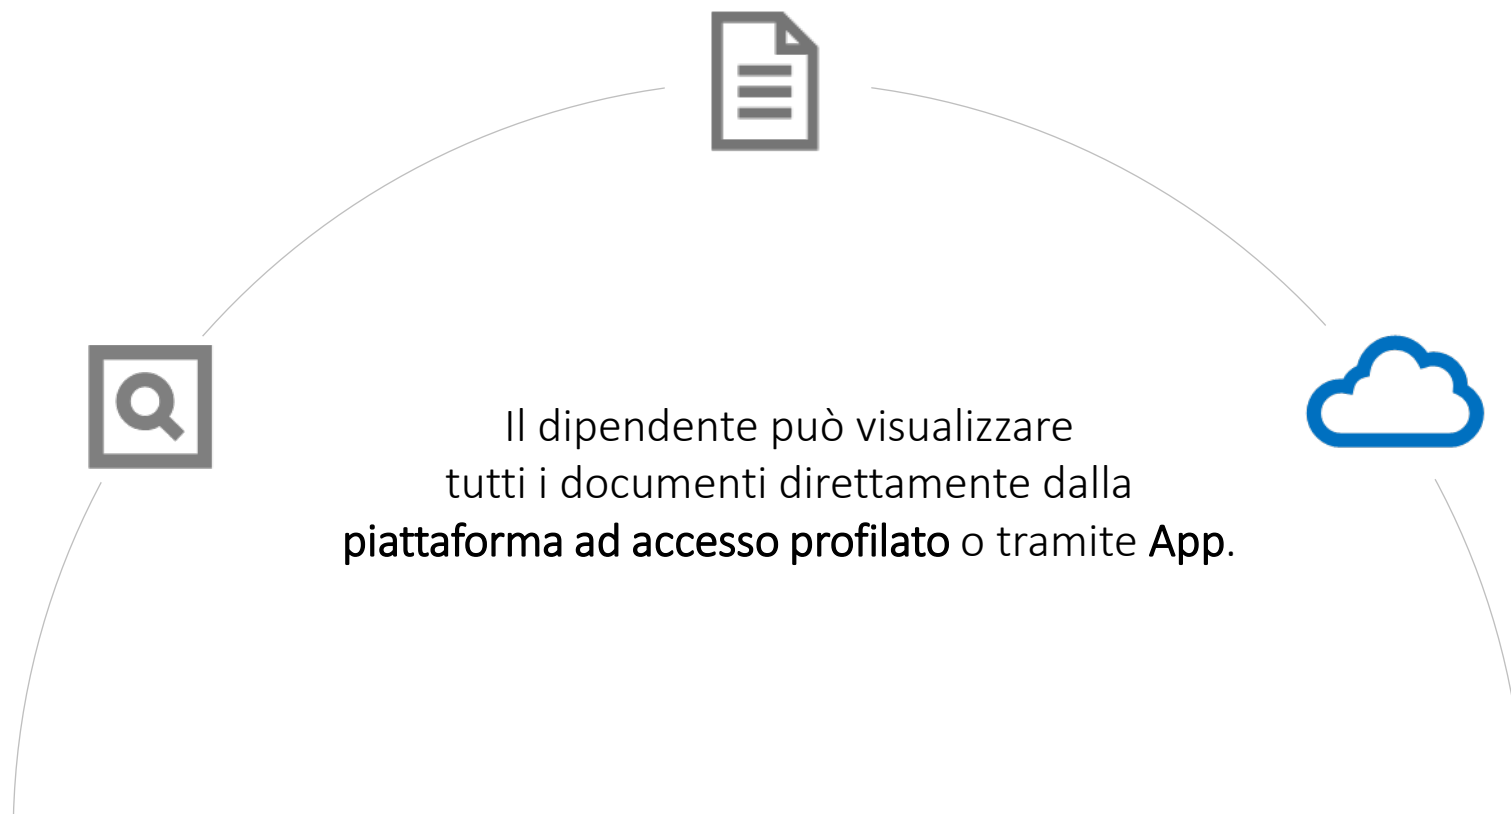 Il dipendente può visualizzare
tutti i documenti direttamente dalla
piattaforma ad accesso profilato o tramite App.